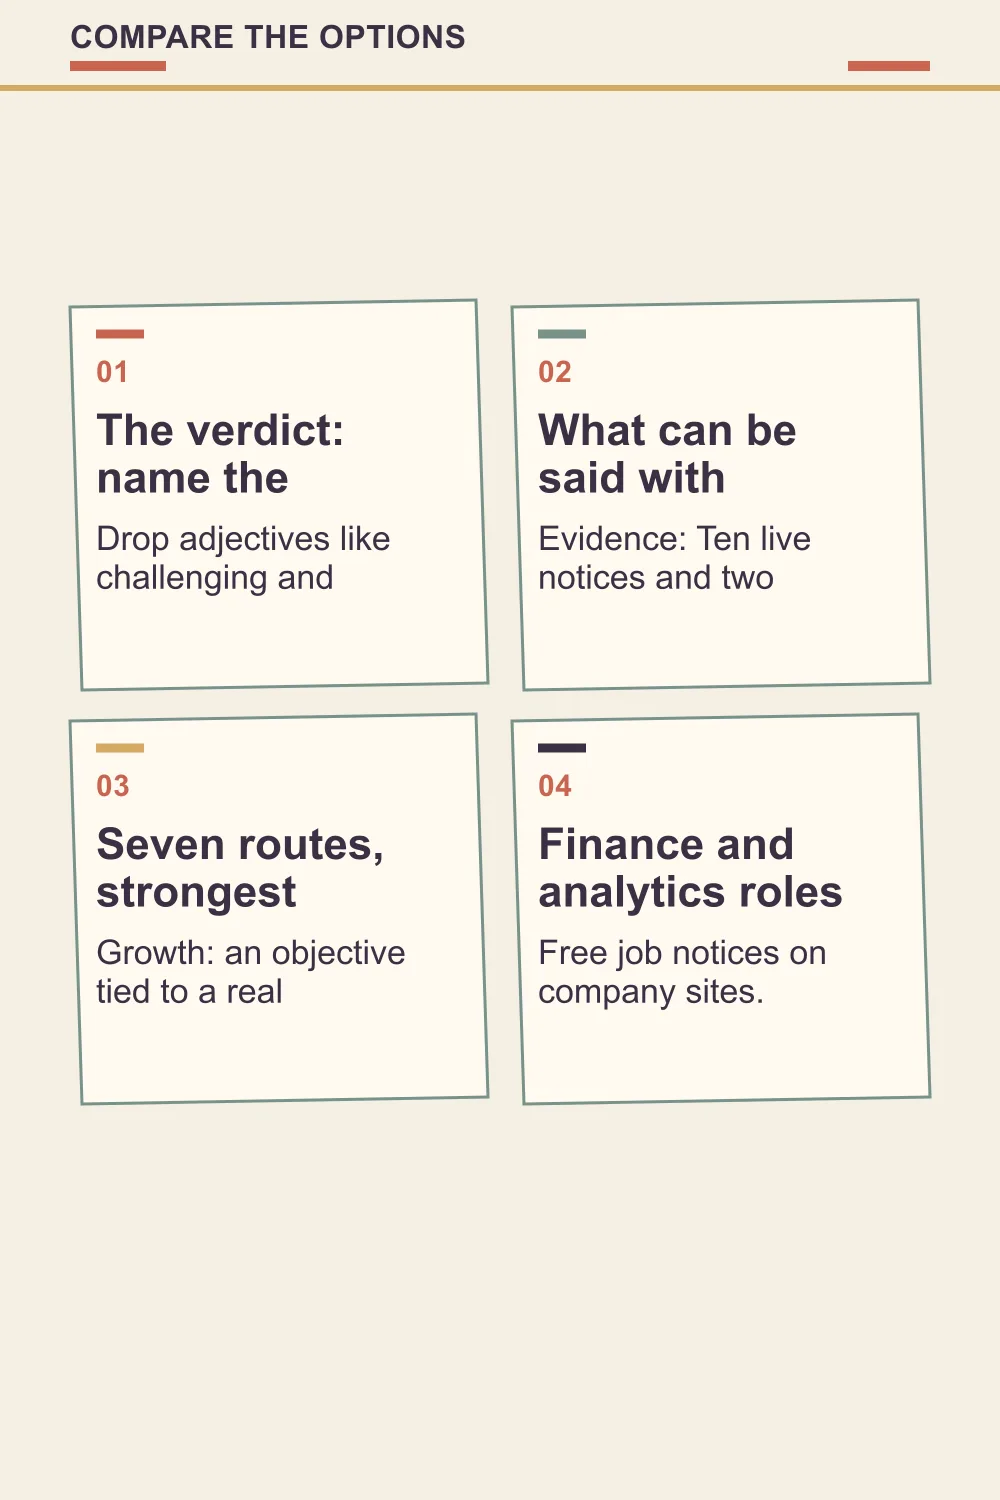 COMPARE THE OPTIONS
01
The verdict:
name the
Drop adjectives like
challenging and
02
What can be
said with
Evidence: Ten live
notices and two
03
Seven routes,
strongest
Growth: an objective
tied to a real
04
Finance and
analytics roles
Free job notices on
company sites.